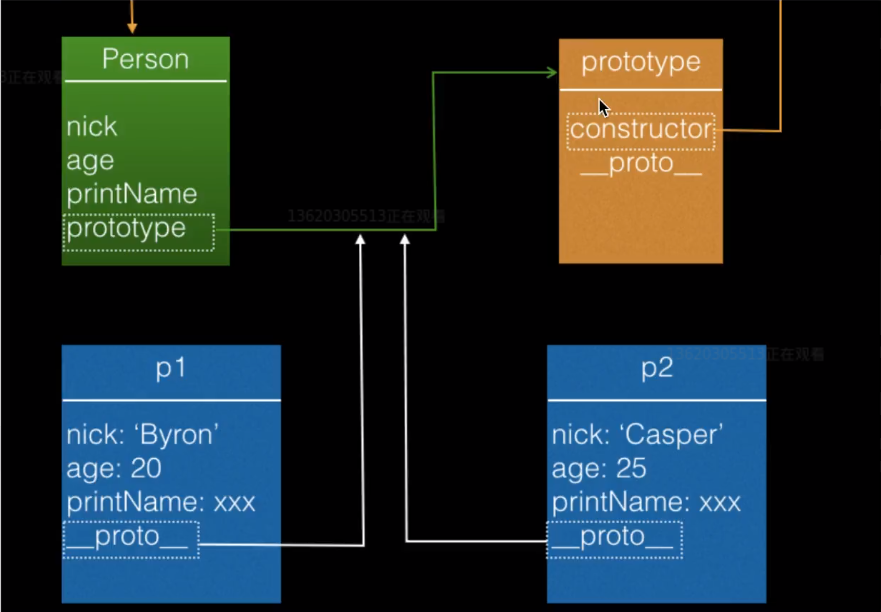 Person
nick
age
printName
prototype
prototype
constructor
__proto__
13620305513正在观看
p1
nick: ‘Byron’
age: 20
printName: xxx
__proto__
p2
nick: ‘Casper’
age: 25
printName: xxx
__proto__
13620305513正在观看
3正在观看